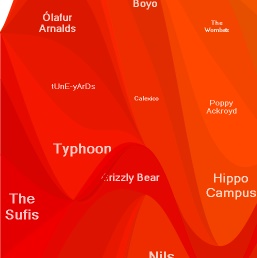 Boyo
Ólafur
Arnalds
The
Wombats
tUnE-yArDs
Calexico
Poppy
Ackroyd
Typhoon
Grizzly Bear
Hippo
Campus
The
Sufis
Nils